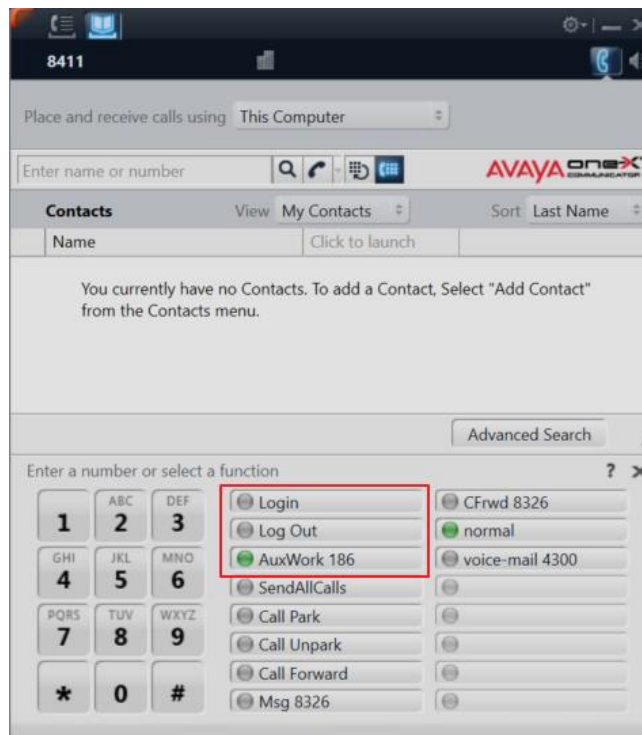 8411
Place and receive calls using This Computer
Enter name or number
AVAYA one-X
COMMUNICATOR
Contacts View My Contacts Sort Last Name
Name Click to launch
You currently have no Contacts. To add a Contact, Select "Add Contact"
from the Contacts menu.
Advanced Search
Enter a number or select a function ?
1 ABC 2 DEF 3 Login CFrwd 8326
Log Out normal
GHI 4 JKL 5 MNO 6 AuxWork 186 voice-mail 4300
SendAllCalls
PQRS 7 TUV 8 WXYZ 9 Call Park
Call Unpark
* 0 # Call Forward
Msg 8326